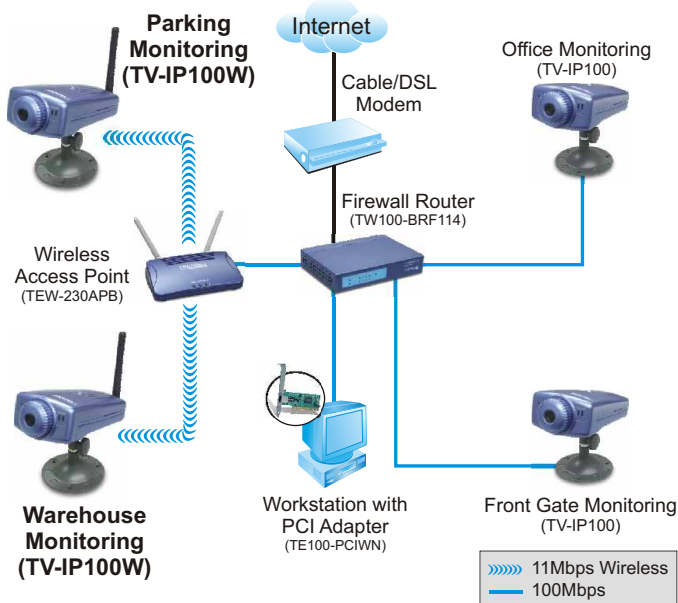 Parking
Monitoring
(TV-IP100W)
Internet
Office Monitoring
(TV-IP100)
Cable/DSL
Modem
Firewall Router
(TW100-BRF114)
Wireless
Access Point
(TEW-230APB)
Warehouse
Monitoring
(TV-IP100W)
Workstation with
PCI Adapter
(TE100-PCIWN)
Front Gate Monitoring
(TV-IP100)
11Mbps Wireless
100Mbps